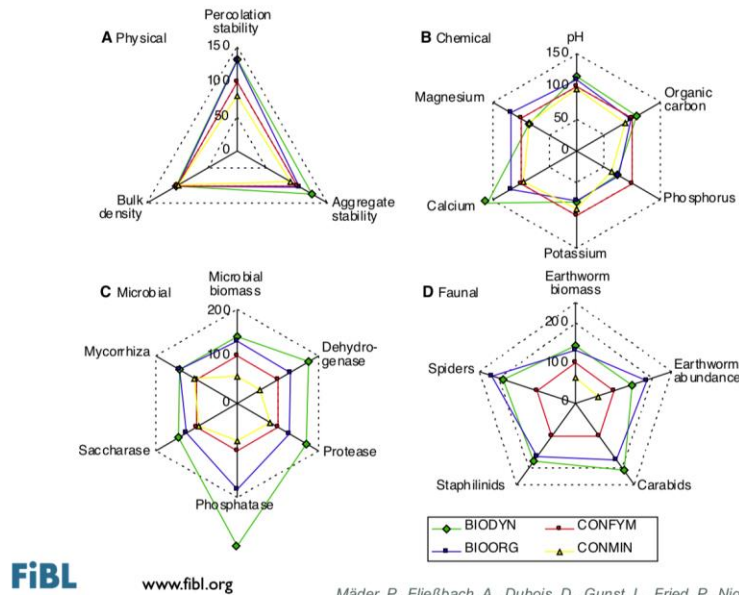 A Physical
Percolation
stability
150
100
50
0
Bulk
density
Aggregate
stability
B Chemical
pH
150
100
50
0
Magnesium
Organic
carbon
Calcium
Phosphorus
Potassium
C Microbial
Microbial
biomass
200
100
0
Mycorrhiza
Dehydro-
genase
Saccharase
Protease
Phosphatase
D Faunal
Earthworm
biomass
200
100
0
Spiders
Earthworm
abundance
Staphilinids
Carabids
BIODYN CONFYM
BIOORG CONMIN
FiBL
www.fibl.org
Mäder, P., Fließbach, A., Dubois, D., Gunst, L., Fried, P., Nig